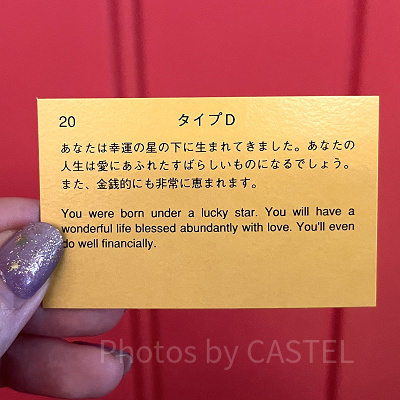 20 タイプD
あなたは幸運の星の下に生まれてきました。あなたの
人生は愛にあふれたすばらしいものになるでしょう。
また、金銭的にも非常に恵まれます。
You were born under a lucky star. You will have a
wonderful life blessed abundantly with love. You'll even
do well financially.
Photos by CASTEL